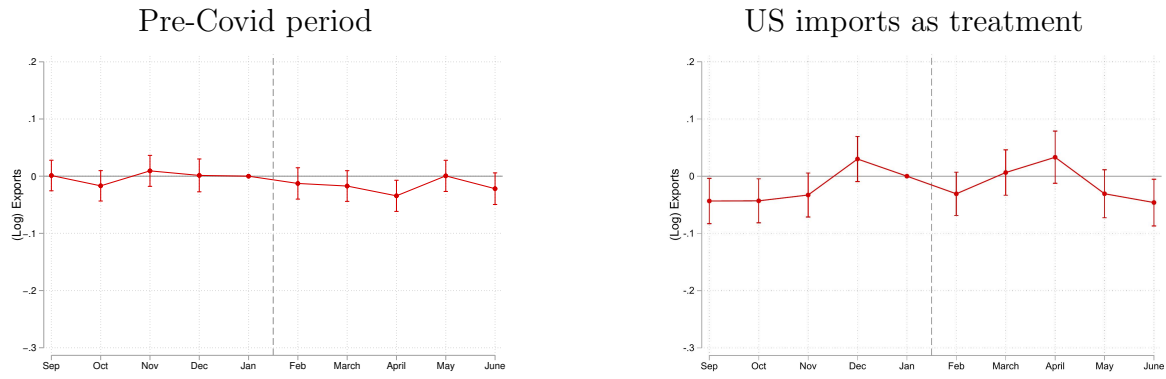 Pre-Covid period
(Log) Exports
.2
.1
0
-.1
-.2
-.3
Sep Oct Nov Dec Jan Feb March April May June
US imports as treatment
(Log) Exports
.2
.1
0
-.1
-.2
-.3
Sep Oct Nov Dec Jan Feb March April May June